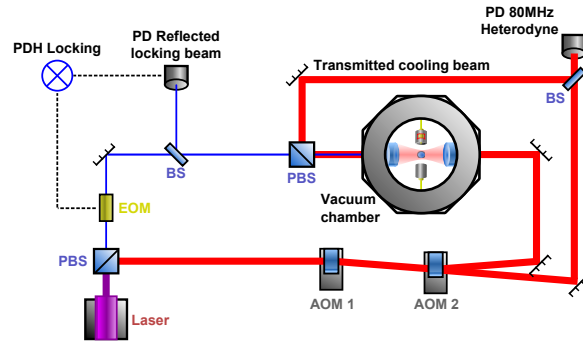 PD 80MHz
Heterodyne
PDH Locking
PD Reflected
locking beam
Transmitted cooling beam
BS
BS
PBS
Vacuum
chamber
EOM
PBS
AOM 1
AOM 2
Laser